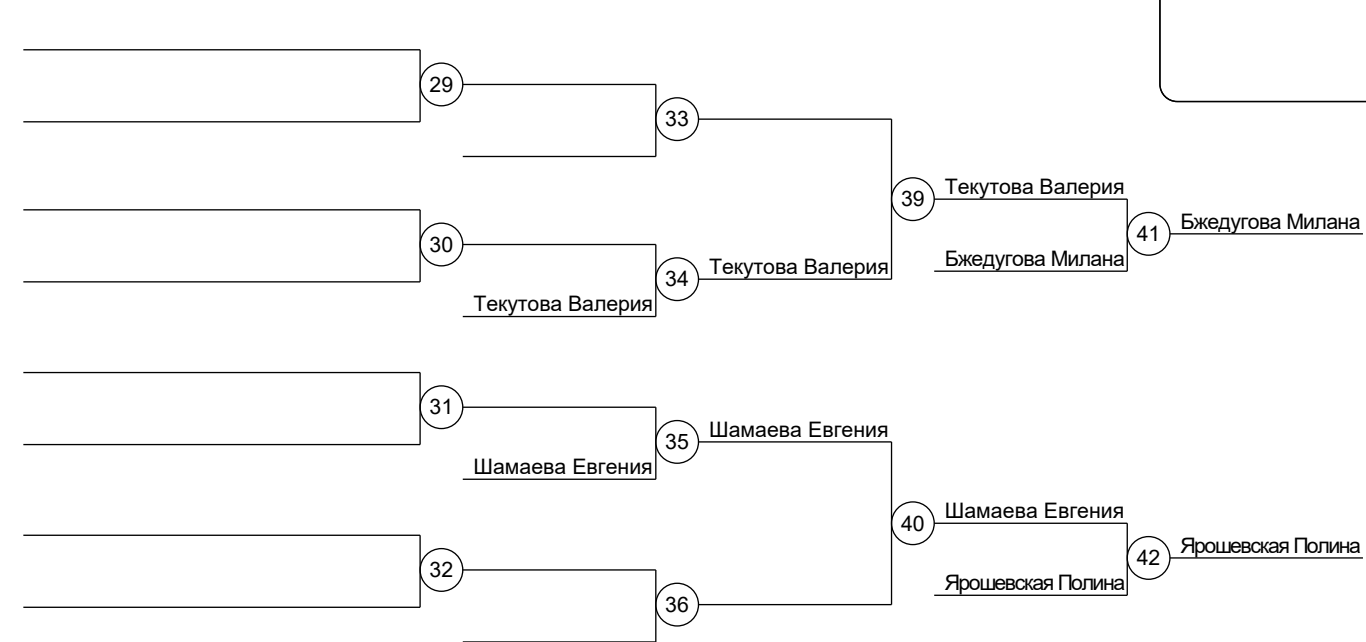 29
33
39
Текутова Валерия
41
Бжедугова Милана
Бжедугова Милана
30
34
Текутова Валерия
Текутова Валерия
31
35
Шамаева Евгения
Шамаева Евгения
40
Шамаева Евгения
42
Ярошевская Полина
Ярошевская Полина
32
36